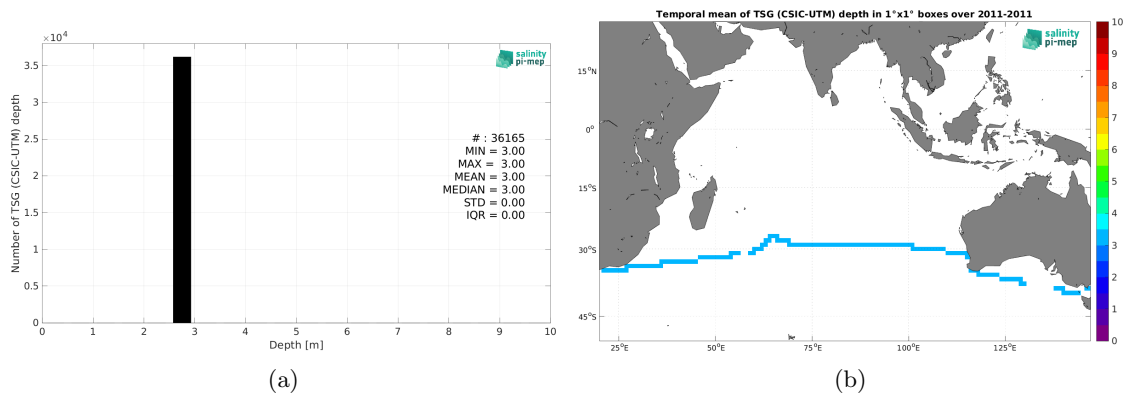 ×10⁴
salinity
pi-mep
3.5
3
2.5
2
1.5
1
0.5
0
Number of TSG (CSIC-UTM) depth
# : 36165
MIN = 3.00
MAX = 3.00
MEAN = 3.00
MEDIAN = 3.00
STD = 0.00
IQR = 0.00
0 1 2 3 4 5 6 7 8 9 10
Depth [m]
(a)
Temporal mean of TSG (CSIC-UTM) depth in 1°x1° boxes over 2011-2011
salinity
pi-mep
15°N
0°
15°S
30°S
45°S
25°E 50°E 75°E 100°E 125°E
10
9
8
7
6
5
4
3
2
1
0
(b)